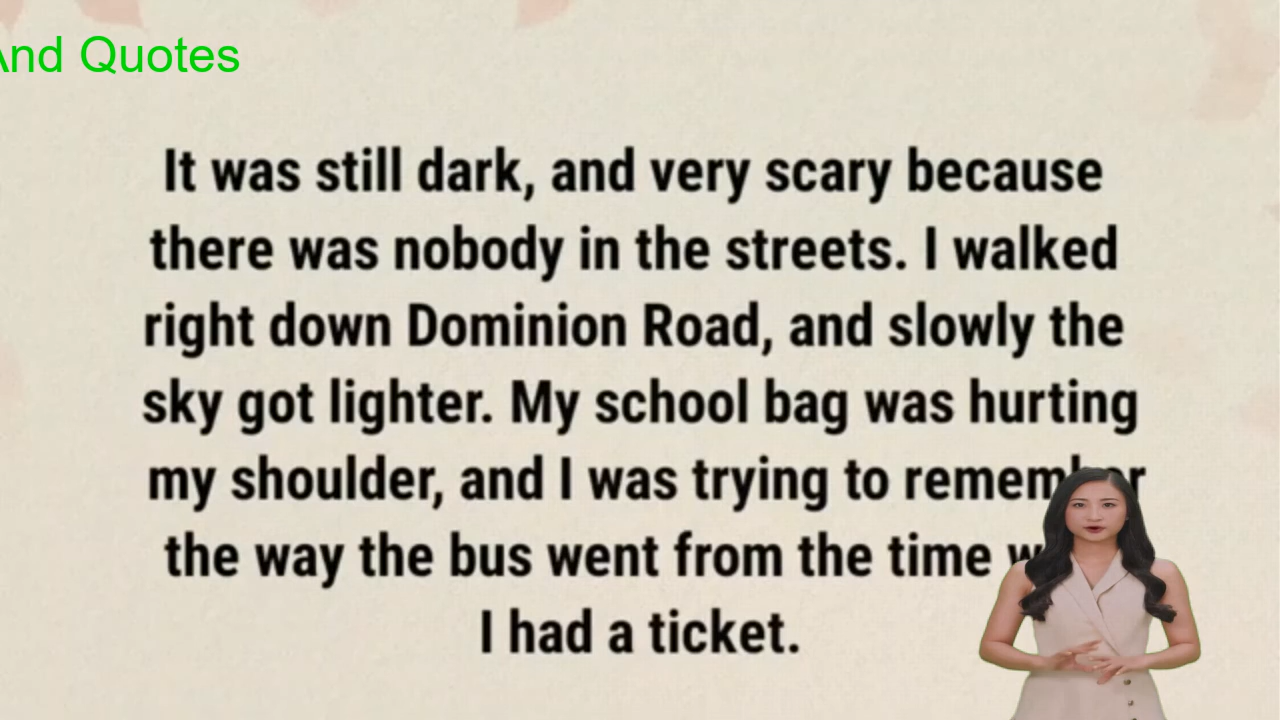 And Quotes
It was still dark, and very scary because
there was nobody in the streets. I walked
right down Dominion Road, and slowly the
sky got lighter. My school bag was hurting
my shoulder, and I was trying to remember
the way the bus went from the time
I had a ticket.